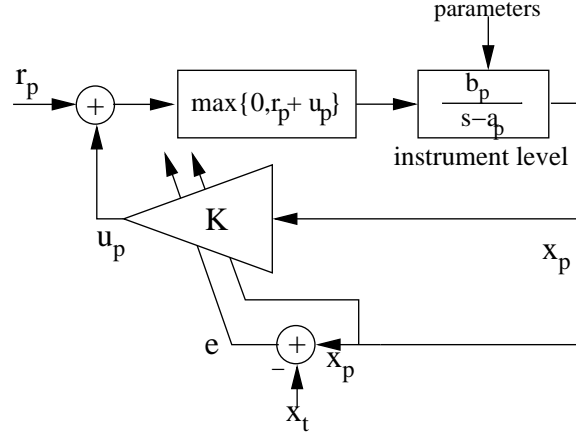 parameters
r_p
+
max{0,r_p+ u_p}
b_p
s−a_p
instrument level
K
u_p
x_p
e
+
−
x_p
x_t